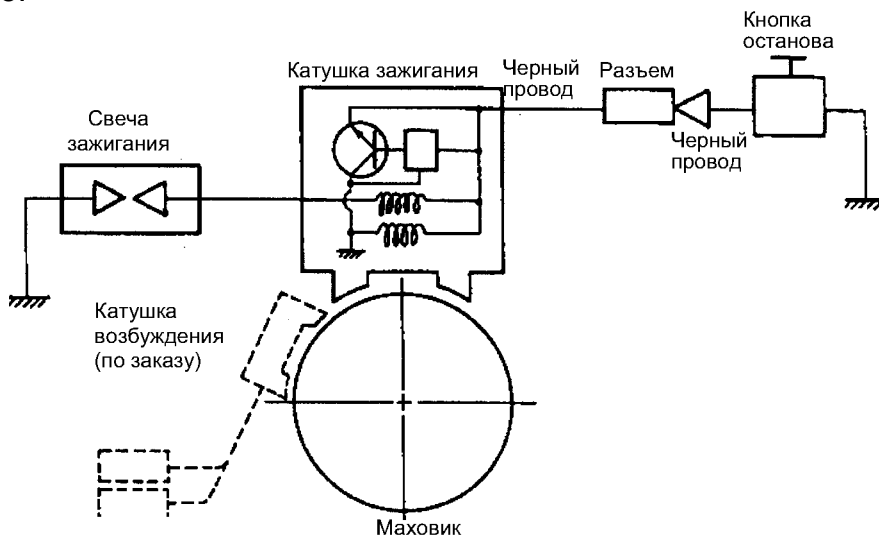 Кнопка
останова
Катушка зажигания
Черный
провод
Разъем
Свеча
зажигания
Черный
провод
Катушка
возбуждения
(по заказу)
Маховик